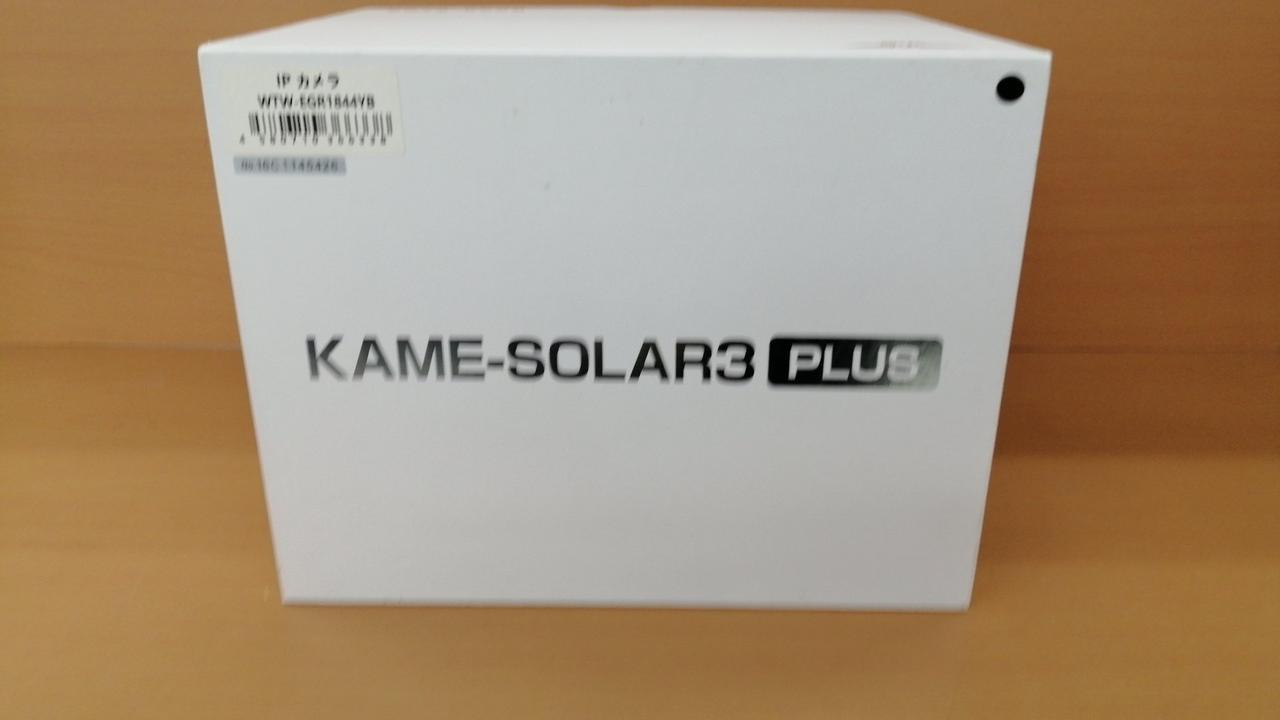 IP カメラ
WTW-EGR1844YB
KAME-SOLAR3 PLUS